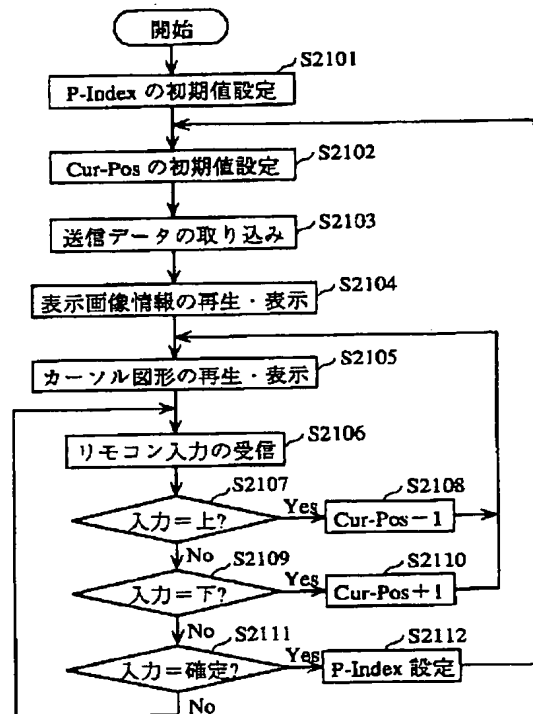 開始
S2101
P-Index の初期値設定
S2102
Cur-Pos の初期値設定
S2103
送信データの取り込み
S2104
表示画像情報の再生・表示
S2105
カーソル図形の再生・表示
S2106
リモコン入力の受信
S2107
入力＝上?
Yes
S2108
Cur-Pos－1
No
S2109
入力＝下?
Yes
S2110
Cur-Pos＋1
No
S2111
入力＝確定?
Yes
S2112
P-Index 設定
No